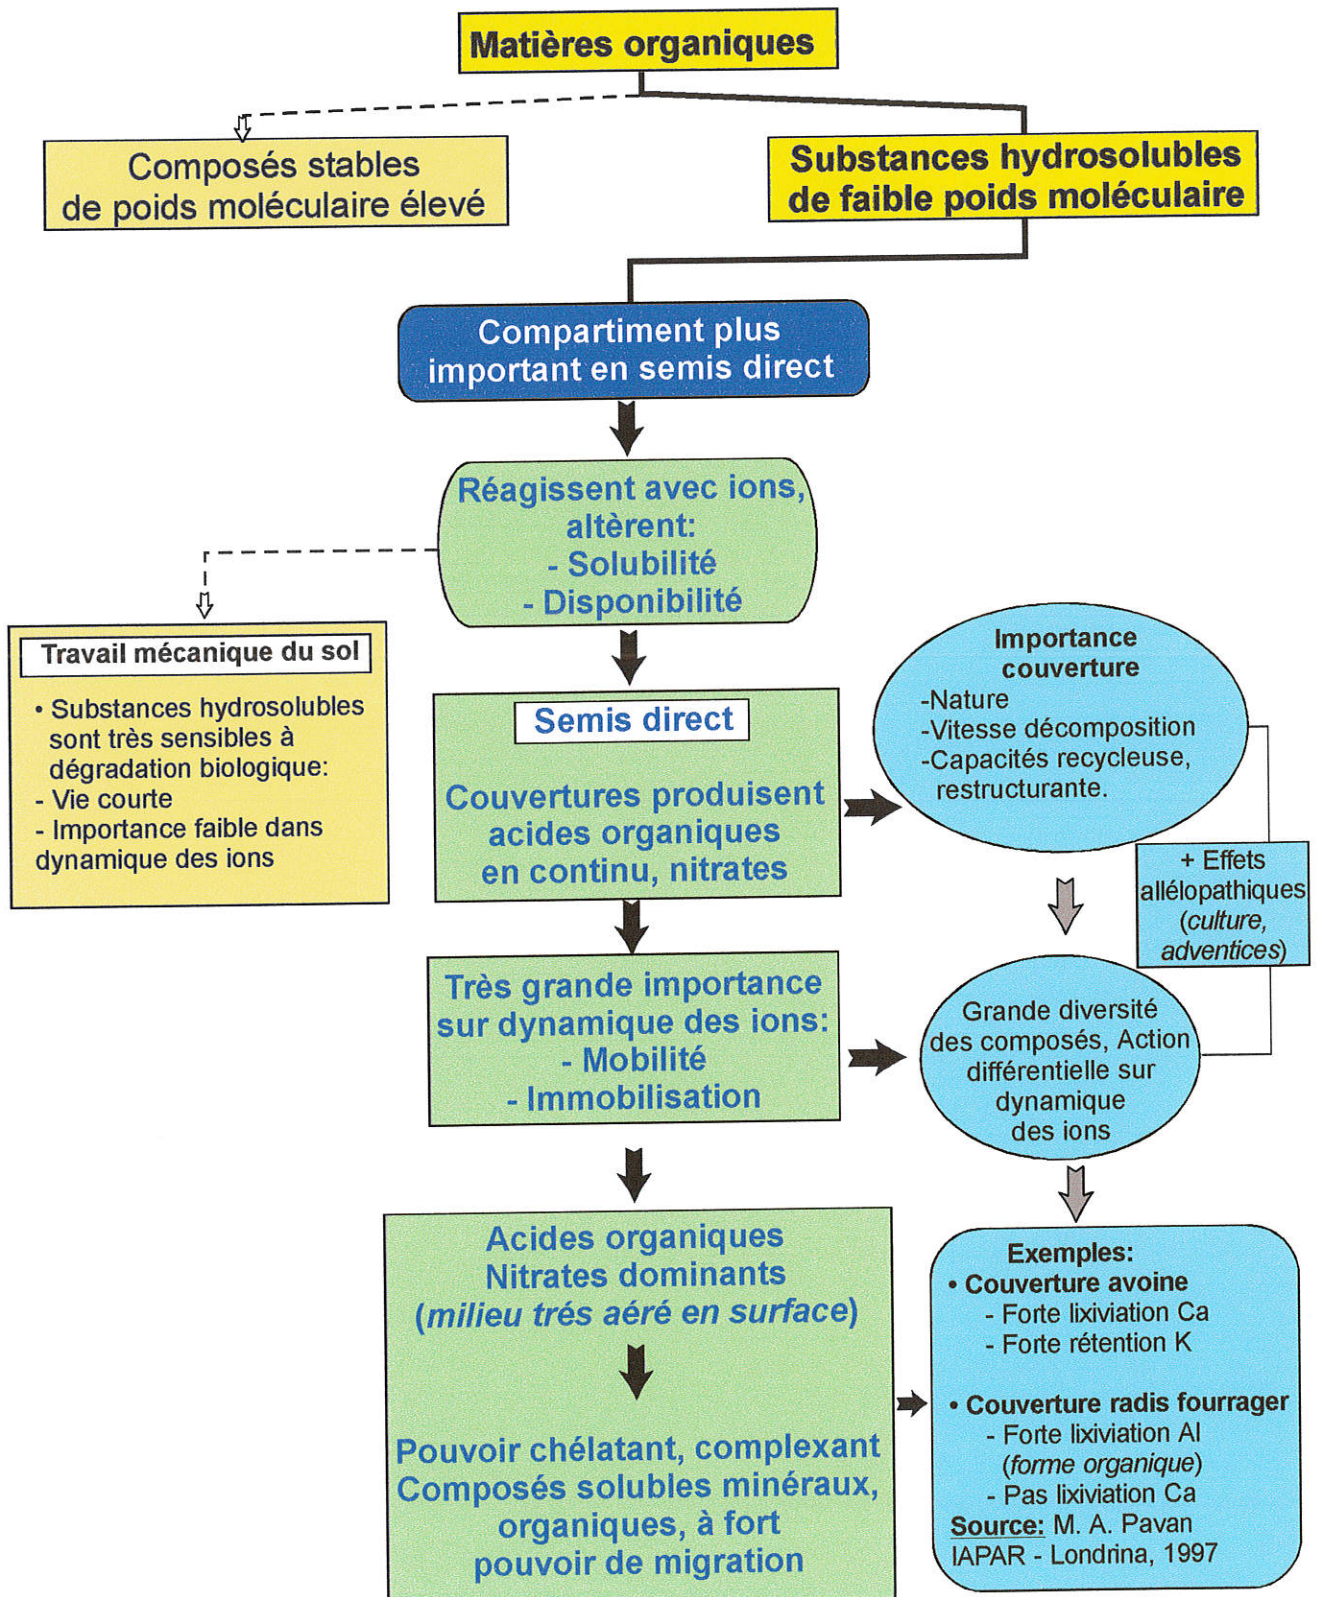 Matières organiques
Composés stables
de poids moléculaire élevé
Substances hydrosolubles
de faible poids moléculaire
Compartiment plus
important en semis direct
Réagissent avec ions,
altèrent:
- Solubilité
- Disponibilité
Travail mécanique du sol
• Substances hydrosolubles
sont très sensibles à
dégradation biologique:
- Vie courte
- Importance faible dans
dynamique des ions
Semis direct
Couvertures produisent
acides organiques
en continu, nitrates
Importance
couverture
-Nature
-Vitesse décomposition
-Capacités recycleuse,
restructurante.
+ Effets
allélopathiques
(culture,
adventices)
Très grande importance
sur dynamique des ions:
- Mobilité
- Immobilisation
Grande diversité
des composés, Action
différentielle sur
dynamique
des ions
Acides organiques
Nitrates dominants
(milieu trés aéré en surface)
Pouvoir chélatant, complexant
Composés solubles minéraux,
organiques, à fort
pouvoir de migration
Exemples:
• Couverture avoine
- Forte lixiviation Ca
- Forte rétention K
• Couverture radis fourrager
- Forte lixiviation Al
(forme organique)
- Pas lixiviation Ca
Source: M. A. Pavan
IAPAR - Londrina, 1997